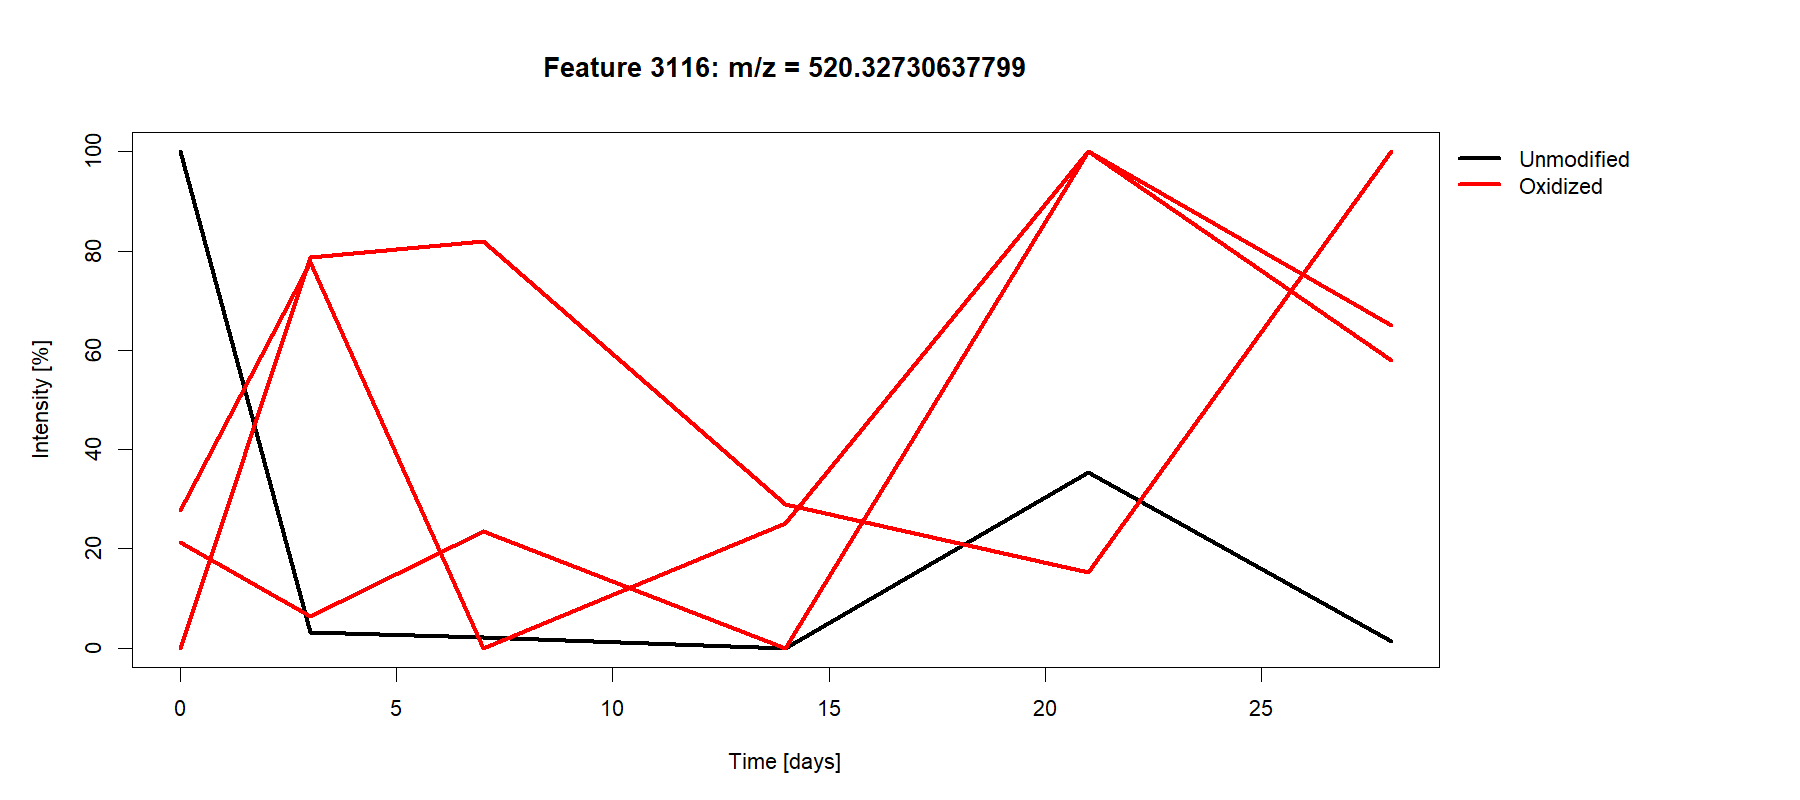 Feature 3116: m/z = 520.32730637799
Unmodified
Oxidized
Intensity [%]
100
80
60
40
20
0
0 5 10 15 20 25
Time [days]